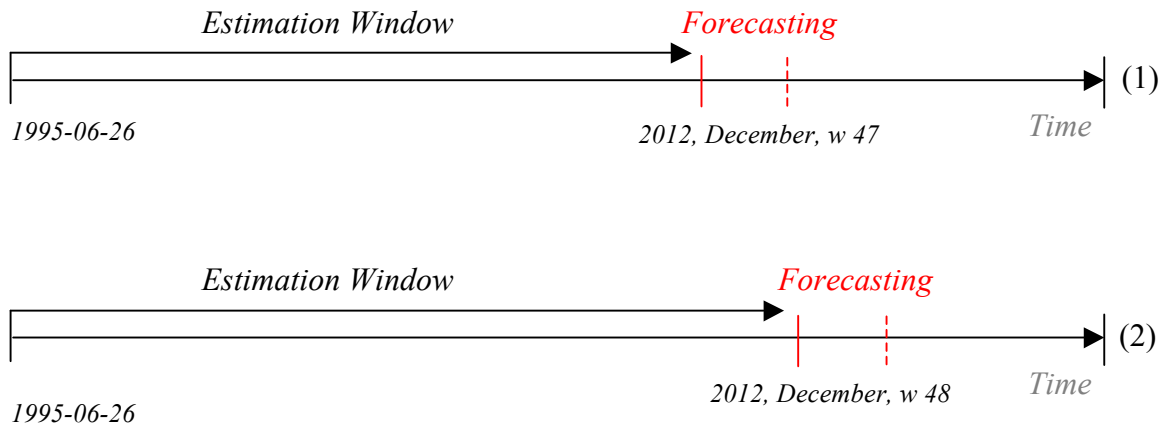 Estimation Window
Forecasting
(1)
1995-06-26
2012, December, w 47
Time
Estimation Window
Forecasting
(2)
Time
2012, December, w 48
1995-06-26